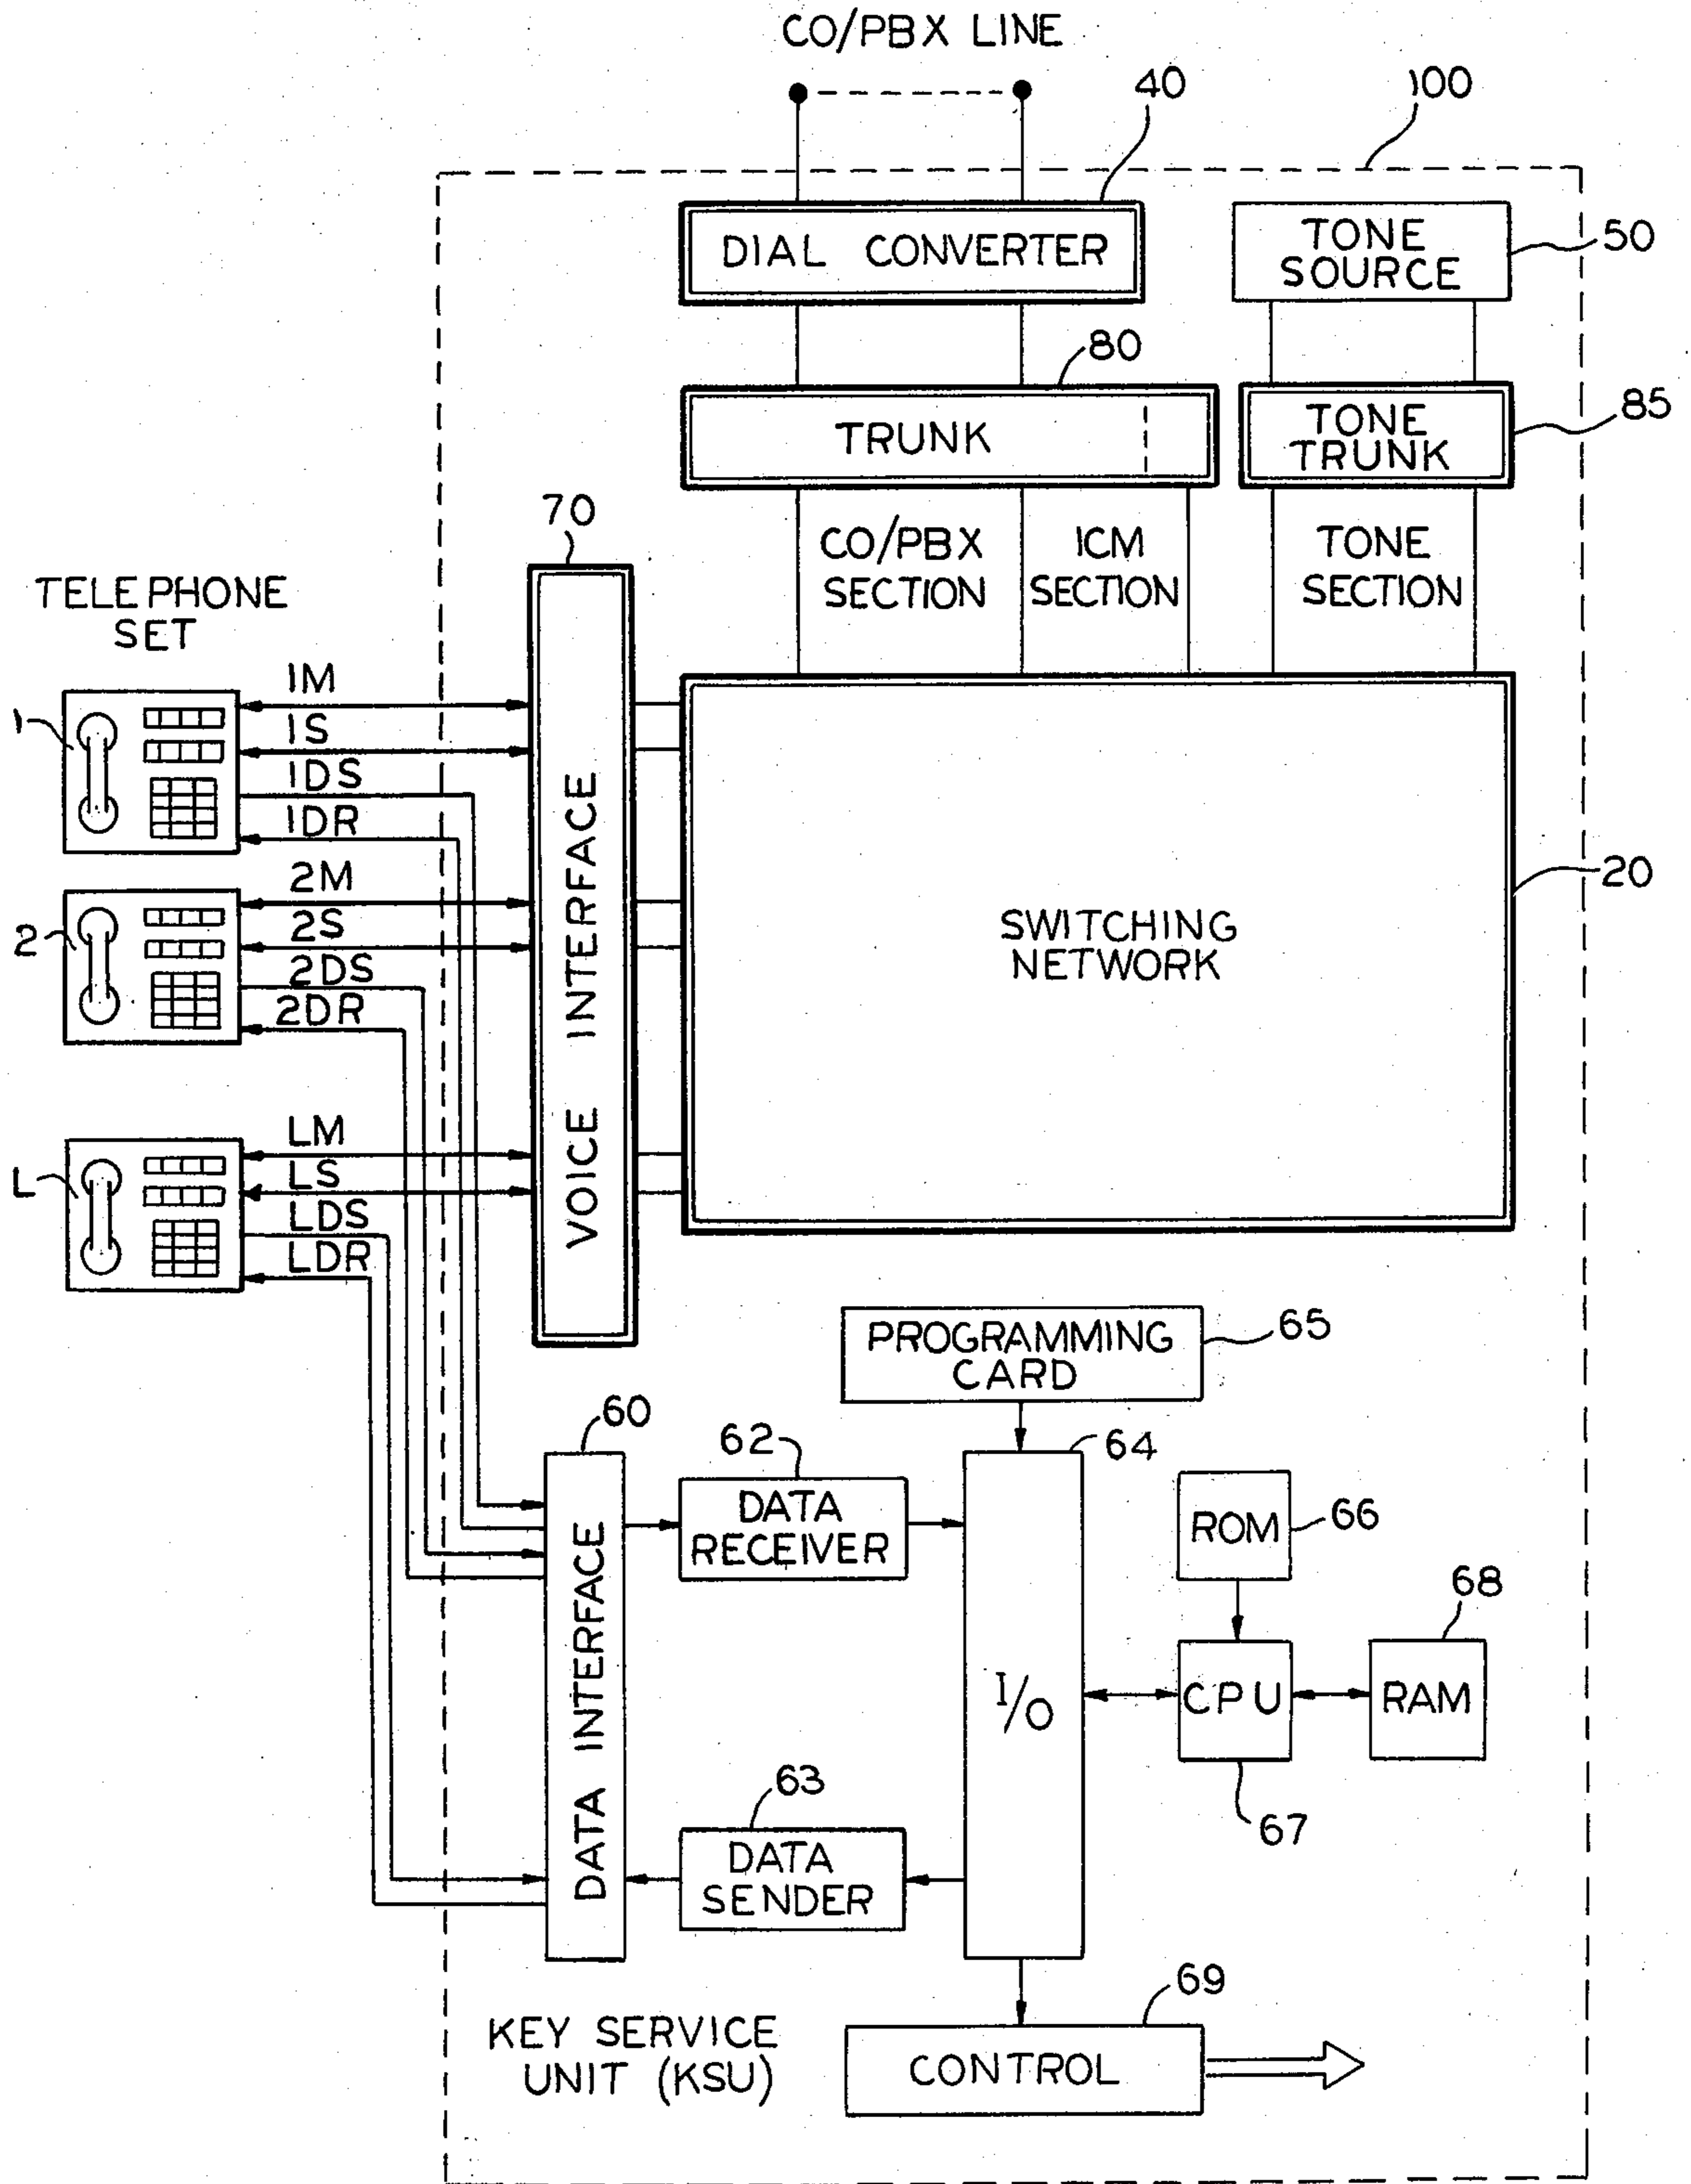 CO/PBX LINE
40
100
DIAL CONVERTER
TONE
SOURCE
50
80
TRUNK
TONE
TRUNK
85
70
CO/PBX
SECTION
ICM
SECTION
TONE
SECTION
TELEPHONE
SET
1
1M
1S
1DS
1DR
2
2M
2S
2DS
2DR
L
LM
LS
LDS
LDR
VOICE INTERFACE
SWITCHING
NETWORK
20
PROGRAMMING
CARD
65
60
62
64
DATA
RECEIVER
ROM
66
68
DATA INTERFACE
I/O
CPU
RAM
67
63
DATA
SENDER
69
KEY SERVICE
UNIT (KSU)
CONTROL